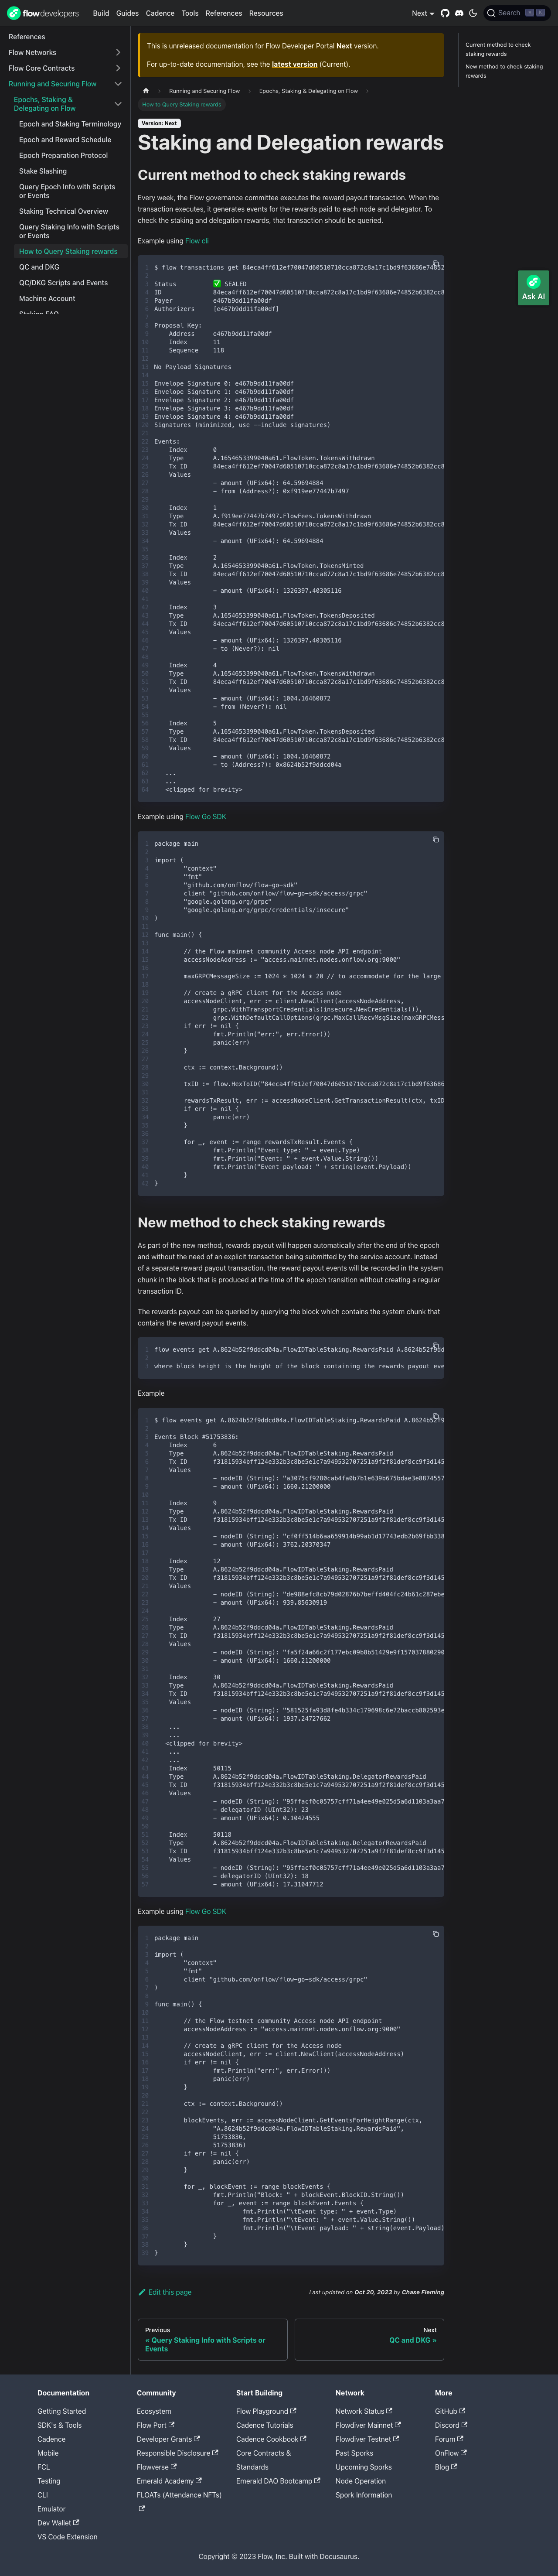 flow developers
Build Guides Cadence Tools References Resources
Next
Search
References
Flow Networks
Flow Core Contracts
Running and Securing Flow
Epochs, Staking &
Delegating on Flow
Epoch and Staking Terminology
Epoch and Reward Schedule
Epoch Preparation Protocol
Stake Slashing
Query Epoch Info with Scripts
or Events
Staking Technical Overview
Query Staking Info with Scripts
or Events
How to Query Staking rewards
QC and DKG
QC/DKG Scripts and Events
Machine Account
Staking FAQ
This is unreleased documentation for Flow Developer Portal Next version.
For up-to-date documentation, see the latest version (Current).
Running and Securing Flow
Epochs, Staking & Delegating on Flow
How to Query Staking rewards
Version: Next
Staking and Delegation rewards
Current method to check staking rewards
Every week, the Flow governance committee executes the reward payout transaction. When the
transaction executes, it generates events for the rewards paid to each node and delegator. To
check the staking and delegation rewards, that transaction should be queried.
Example using Flow cli
$ flow transactions get 84eca4ff612ef70047d60510710cca872c8a17c1bd9f63686e74852
Status ✅ SEALED
ID 84eca4ff612ef70047d60510710cca872c8a17c1bd9f63686e74852b6382cc8
Payer e467b9dd11fa00df
Authorizers [e467b9dd11fa00df]
Proposal Key:
Address e467b9dd11fa00df
Index 11
Sequence 118
No Payload Signatures
Envelope Signature 0: e467b9dd11fa00df
Envelope Signature 1: e467b9dd11fa00df
Envelope Signature 2: e467b9dd11fa00df
Envelope Signature 3: e467b9dd11fa00df
Envelope Signature 4: e467b9dd11fa00df
Signatures (minimized, use --include signatures)
Events:
Index 0
Type A.1654653399040a61.FlowToken.TokensWithdrawn
Tx ID 84eca4ff612ef70047d60510710cca872c8a17c1bd9f63686e74852b6382cc8
Values
- amount (UFix64): 64.59694884
- from (Address?): 0xf919ee77447b7497
Index 1
Type A.f919ee77447b7497.FlowFees.TokensWithdrawn
Tx ID 84eca4ff612ef70047d60510710cca872c8a17c1bd9f63686e74852b6382cc8
Values
- amount (UFix64): 64.59694884
Index 2
Type A.1654653399040a61.FlowToken.TokensMinted
Tx ID 84eca4ff612ef70047d60510710cca872c8a17c1bd9f63686e74852b6382cc8
Values
- amount (UFix64): 1326397.40305116
Index 3
Type A.1654653399040a61.FlowToken.TokensDeposited
Tx ID 84eca4ff612ef70047d60510710cca872c8a17c1bd9f63686e74852b6382cc8
Values
- amount (UFix64): 1326397.40305116
- to (Never?): nil
Index 4
Type A.1654653399040a61.FlowToken.TokensWithdrawn
Tx ID 84eca4ff612ef70047d60510710cca872c8a17c1bd9f63686e74852b6382cc8
Values
- amount (UFix64): 1004.16460872
- from (Never?): nil
Index 5
Type A.1654653399040a61.FlowToken.TokensDeposited
Tx ID 84eca4ff612ef70047d60510710cca872c8a17c1bd9f63686e74852b6382cc8
Values
- amount (UFix64): 1004.16460872
- to (Address?): 0x8624b52f9ddcd04a
...
...
<clipped for brevity>
Example using Flow Go SDK
package main
import (
"context"
"fmt"
"github.com/onflow/flow-go-sdk"
client "github.com/onflow/flow-go-sdk/access/grpc"
"google.golang.org/grpc"
"google.golang.org/grpc/credentials/insecure"
)
func main() {
// the Flow mainnet community Access node API endpoint
accessNodeAddress := "access.mainnet.nodes.onflow.org:9000"
maxGRPCMessageSize := 1024 * 1024 * 20 // to accommodate for the large
// create a gRPC client for the Access node
accessNodeClient, err := client.NewClient(accessNodeAddress,
grpc.WithTransportCredentials(insecure.NewCredentials()),
grpc.WithDefaultCallOptions(grpc.MaxCallRecvMsgSize(maxGRPCMess
if err != nil {
fmt.Println("err:", err.Error())
panic(err)
}
ctx := context.Background()
txID := flow.HexToID("84eca4ff612ef70047d60510710cca872c8a17c1bd9f63686
rewardsTxResult, err := accessNodeClient.GetTransactionResult(ctx, txID
if err != nil {
panic(err)
}
for _, event := range rewardsTxResult.Events {
fmt.Println("Event type: " + event.Type)
fmt.Println("Event: " + event.Value.String())
fmt.Println("Event payload: " + string(event.Payload))
}
}
New method to check staking rewards
As part of the new method, rewards payout will happen automatically after the end of the epoch
and without the need of an explicit transaction being submitted by the service account. Instead
of a separate reward payout transaction, the reward payout events will be recorded in the system
chunk in the block that is produced at the time of the epoch transition without creating a regular
transaction ID.
The rewards payout can be queried by querying the block which contains the system chunk that
contains the reward payout events.
flow events get A.8624b52f9ddcd04a.FlowIDTableStaking.RewardsPaid A.8624b52f9dd
where block height is the height of the block containing the rewards payout eve
Example
$ flow events get A.8624b52f9ddcd04a.FlowIDTableStaking.RewardsPaid A.8624b52f9
Events Block #51753836:
Index 6
Type A.8624b52f9ddcd04a.FlowIDTableStaking.RewardsPaid
Tx ID f31815934bff124e332b3c8be5e1c7a949532707251a9f2f81def8cc9f3d145
Values
- nodeID (String): "a3075cf9280cab4fa0b7b1e639b675bdae3e8874557
- amount (UFix64): 1660.21200000
Index 9
Type A.8624b52f9ddcd04a.FlowIDTableStaking.RewardsPaid
Tx ID f31815934bff124e332b3c8be5e1c7a949532707251a9f2f81def8cc9f3d145
Values
- nodeID (String): "cf0ff514b6aa659914b99ab1d17743edb2b69fbb338
- amount (UFix64): 3762.20370347
Index 12
Type A.8624b52f9ddcd04a.FlowIDTableStaking.RewardsPaid
Tx ID f31815934bff124e332b3c8be5e1c7a949532707251a9f2f81def8cc9f3d145
Values
- nodeID (String): "de988efc8cb79d02876b7beffd404fc24b61c287ebe
- amount (UFix64): 939.85630919
Index 27
Type A.8624b52f9ddcd04a.FlowIDTableStaking.RewardsPaid
Tx ID f31815934bff124e332b3c8be5e1c7a949532707251a9f2f81def8cc9f3d145
Values
- nodeID (String): "fa5f24a66c2f177ebc09b8b51429e9f157037880290
- amount (UFix64): 1660.21200000
Index 30
Type A.8624b52f9ddcd04a.FlowIDTableStaking.RewardsPaid
Tx ID f31815934bff124e332b3c8be5e1c7a949532707251a9f2f81def8cc9f3d145
Values
- nodeID (String): "581525fa93d8fe4b334c179698c6e72baccb802593e
- amount (UFix64): 1937.24727662
...
...
<clipped for brevity>
...
...
Index 50115
Type A.8624b52f9ddcd04a.FlowIDTableStaking.DelegatorRewardsPaid
Tx ID f31815934bff124e332b3c8be5e1c7a949532707251a9f2f81def8cc9f3d145
Values
- nodeID (String): "95ffacf0c05757cff71a4ee49e025d5a6d1103a3aa7
- delegatorID (UInt32): 23
- amount (UFix64): 0.10424555
Index 50118
Type A.8624b52f9ddcd04a.FlowIDTableStaking.DelegatorRewardsPaid
Tx ID f31815934bff124e332b3c8be5e1c7a949532707251a9f2f81def8cc9f3d145
Values
- nodeID (String): "95ffacf0c05757cff71a4ee49e025d5a6d1103a3aa7
- delegatorID (UInt32): 18
- amount (UFix64): 17.31047712
Example using Flow Go SDK
package main
import (
"context"
"fmt"
client "github.com/onflow/flow-go-sdk/access/grpc"
)
func main() {
// the Flow testnet community Access node API endpoint
accessNodeAddress := "access.mainnet.nodes.onflow.org:9000"
// create a gRPC client for the Access node
accessNodeClient, err := client.NewClient(accessNodeAddress)
if err != nil {
fmt.Println("err:", err.Error())
panic(err)
}
ctx := context.Background()
blockEvents, err := accessNodeClient.GetEventsForHeightRange(ctx,
"A.8624b52f9ddcd04a.FlowIDTableStaking.RewardsPaid",
51753836,
51753836)
if err != nil {
panic(err)
}
for _, blockEvent := range blockEvents {
fmt.Println("Block: " + blockEvent.BlockID.String())
for _, event := range blockEvent.Events {
fmt.Println("\tEvent type: " + event.Type)
fmt.Println("\tEvent: " + event.Value.String())
fmt.Println("\tEvent payload: " + string(event.Payload)
}
}
}
Edit this page
Last updated on Oct 20, 2023 by Chase Fleming
Previous
« Query Staking Info with Scripts or
Events
Next
QC and DKG »
Current method to check
staking rewards
New method to check staking
rewards
Ask AI
Documentation
Getting Started
SDK's & Tools
Cadence
Mobile
FCL
Testing
CLI
Emulator
Dev Wallet
VS Code Extension
Community
Ecosystem
Flow Port
Developer Grants
Responsible Disclosure
Flowverse
Emerald Academy
FLOATs (Attendance NFTs)
Start Building
Flow Playground
Cadence Tutorials
Cadence Cookbook
Core Contracts &
Standards
Emerald DAO Bootcamp
Network
Network Status
Flowdiver Mainnet
Flowdiver Testnet
Past Sporks
Upcoming Sporks
Node Operation
Spork Information
More
GitHub
Discord
Forum
OnFlow
Blog
Copyright © 2023 Flow, Inc. Built with Docusaurus.